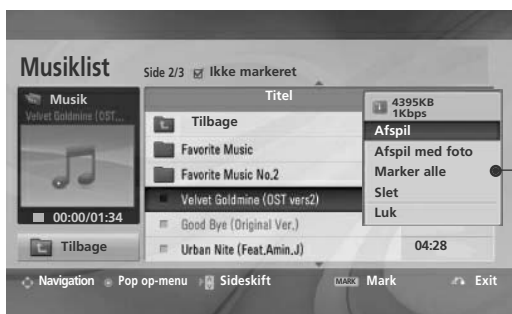 Musiklist
Side 2/3 Ikke markeret
Musik
Velvet Goldmine (OST...
00:00/01:34
Tilbage
Titel
Tilbage
Favorite Music
Favorite Music No.2
Velvet Goldmine (OST vers2)
Good Bye (Original Ver.)
Urban Nite (Feat.Amin.J)
04:28
4395KB
1Kbps
Afspil
Afspil med foto
Marker alle
Slet
Luk
Navigation
Pop op-menu
Sideskift
MARK Mark
Exit